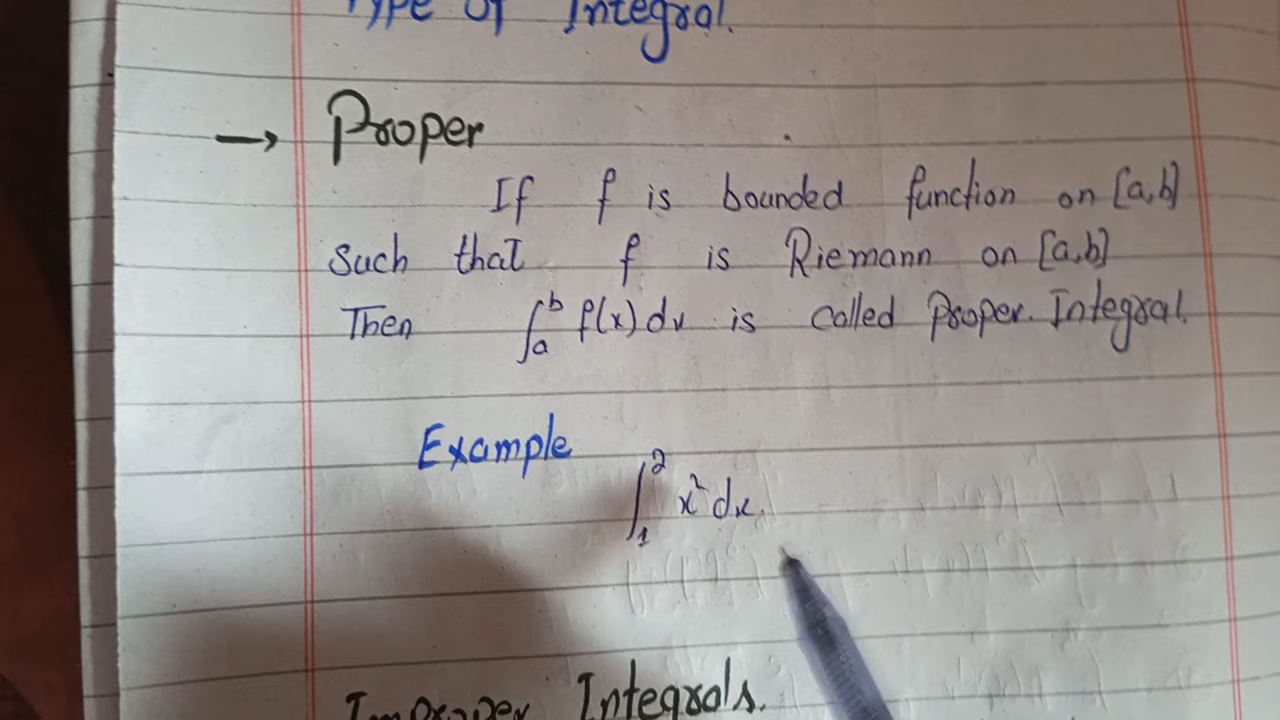 Type of Integral.
→ Proper
If f is bounded function on [a,b]
Such that f is Riemann on [a,b]
Then ∫ₐᵇ f(x) dx is called Proper. Integral.
Example
∫₁² x² dx.
Improper Integrals.